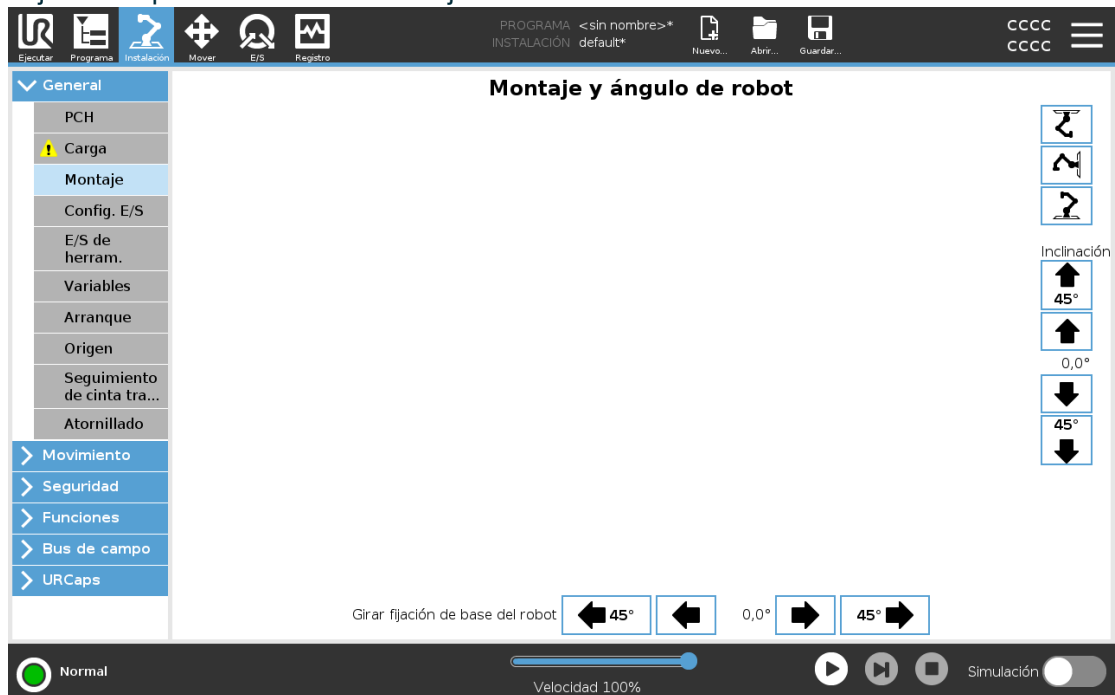 PROGRAMA <sin nombre>*
INSTALACIÓN default*
Ejecutar Programa Instalación Mover E/S Registro
Nuevo... Abrir... Guardar...
CCCC
CCCC
General
PCH
Carga
Montaje
Config. E/S
E/S de
herram.
Variables
Arranque
Origen
Seguimiento
de cinta tra...
Atornillado
Movimiento
Seguridad
Funciones
Bus de campo
URCaps
Montaje y ángulo de robot
Inclinación
45°
0,0°
45°
Girar fijación de base del robot 45° 0,0° 45°
Normal
Velocidad 100%
Simulación